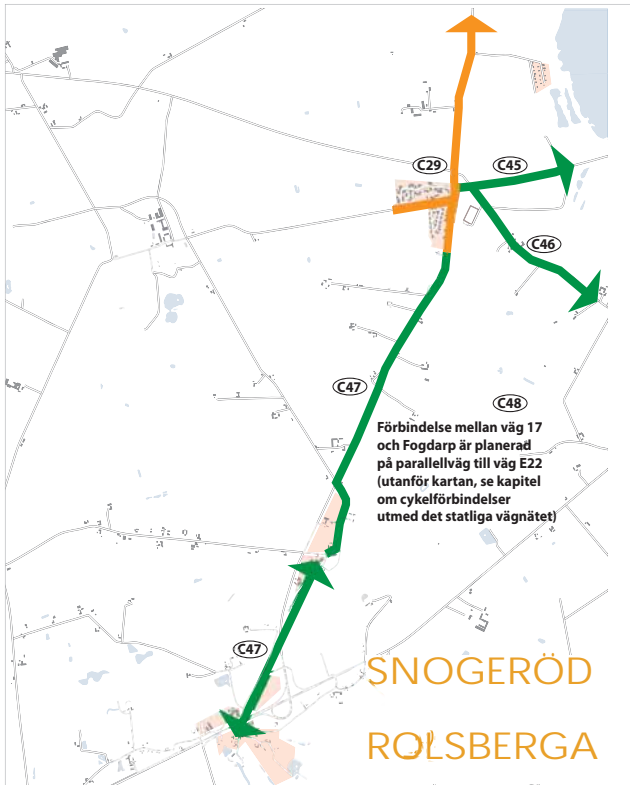 C29
C45
C46
C47
C48
Förbindelse mellan väg 17
och Fogdarp är planerad
på parallellväg till väg E22
(utanför kartan, se kapitel
om cykelförbindelser
utmed det statliga vägnätet)
C47
SNOGERÖD
ROLSBERGA